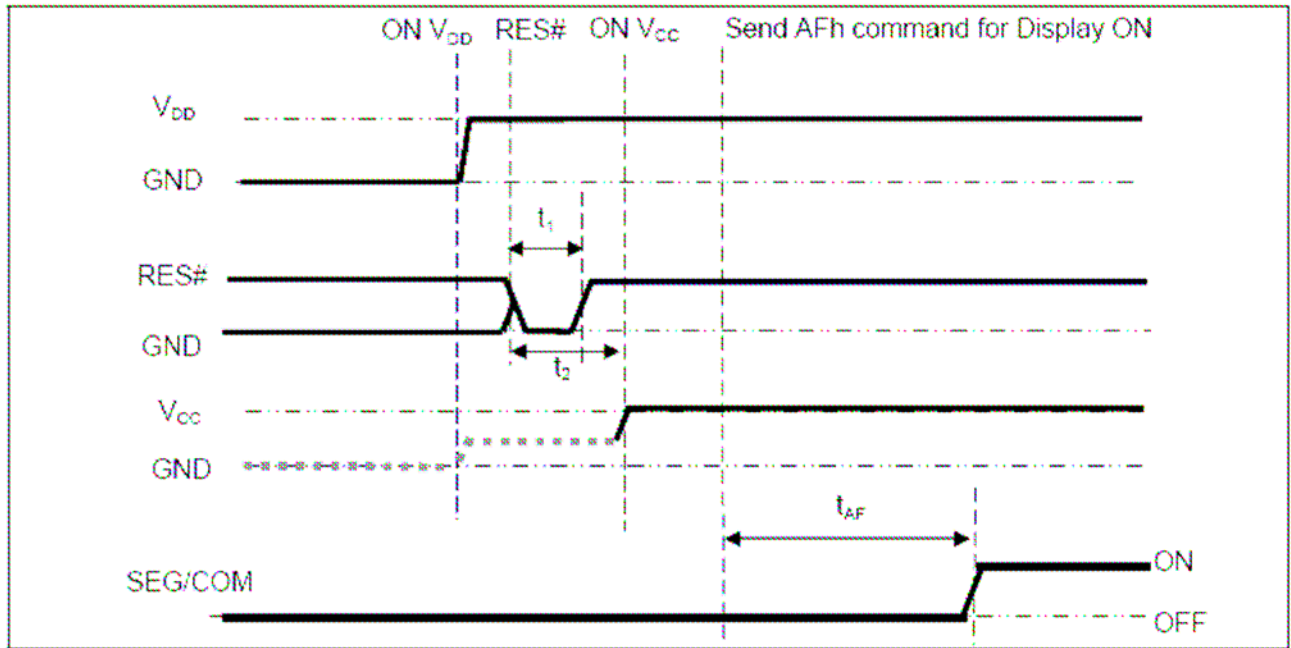 ON VDD RES# ON VCC Send AFh command for Display ON
VDD
GND
t1
RES#
GND
t2
VCC
GND
tAF
SEG/COM
ON
OFF